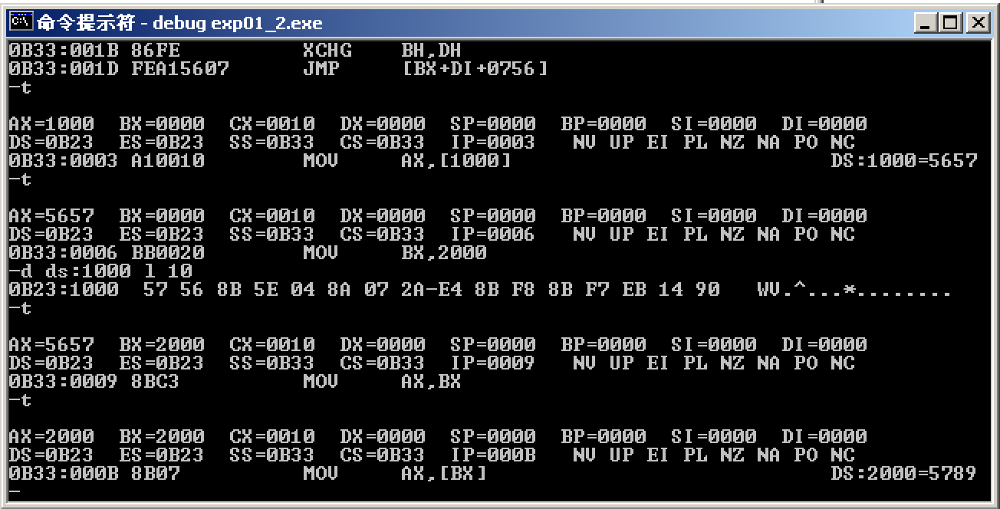 命令提示符 - debug exp01_2.exe
0B33:001B 86FE          XCHG    BH,DH
0B33:001D FEA15607      JMP     [BX+DI+0756]
-t

AX=1000  BX=0000  CX=0010  DX=0000  SP=0000  BP=0000  SI=0000  DI=0000
DS=0B23  ES=0B23  SS=0B33  CS=0B33  IP=0003   NV UP EI PL NZ NA PO NC
0B33:0003 A10010        MOV     AX,[1000]                          DS:1000=5657
-t

AX=5657  BX=0000  CX=0010  DX=0000  SP=0000  BP=0000  SI=0000  DI=0000
DS=0B23  ES=0B23  SS=0B33  CS=0B33  IP=0006   NV UP EI PL NZ NA PO NC
0B33:0006 BB0020        MOV     BX,2000
-d ds:1000 l 10
0B23:1000  57 56 8B 5E 04 8A 07 2A-E4 8B F8 8B F7 EB 14 90   WV.^...*........
-t

AX=5657  BX=2000  CX=0010  DX=0000  SP=0000  BP=0000  SI=0000  DI=0000
DS=0B23  ES=0B23  SS=0B33  CS=0B33  IP=0009   NV UP EI PL NZ NA PO NC
0B33:0009 8BC3          MOV     AX,BX
-t

AX=2000  BX=2000  CX=0010  DX=0000  SP=0000  BP=0000  SI=0000  DI=0000
DS=0B23  ES=0B23  SS=0B33  CS=0B33  IP=000B   NV UP EI PL NZ NA PO NC
0B33:000B 8B07          MOV     AX,[BX]                            DS:2000=5789
-